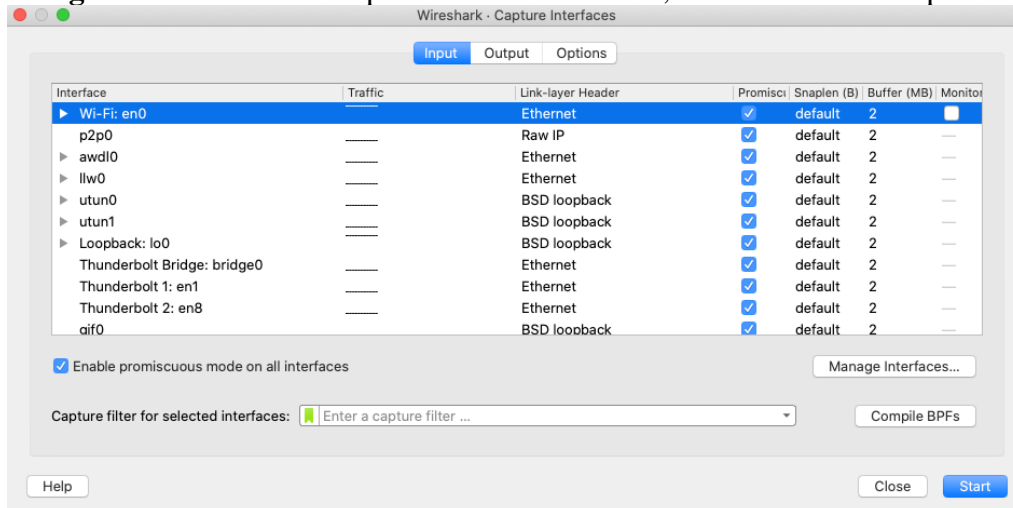 Wireshark · Capture Interfaces
Input Output Options
Interface Traffic Link-layer Header Promisc Snaplen (B) Buffer (MB) Monitor
Wi-Fi: en0 Ethernet default 2
p2p0 Raw IP default 2 —
awdl0 Ethernet default 2 —
llw0 Ethernet default 2 —
utun0 BSD loopback default 2 —
utun1 BSD loopback default 2 —
Loopback: lo0 BSD loopback default 2 —
Thunderbolt Bridge: bridge0 Ethernet default 2 —
Thunderbolt 1: en1 Ethernet default 2 —
Thunderbolt 2: en8 Ethernet default 2 —
gif0 BSD loopback default 2 —
Enable promiscuous mode on all interfaces Manage Interfaces...
Capture filter for selected interfaces: Enter a capture filter ... Compile BPFs
Help Close Start